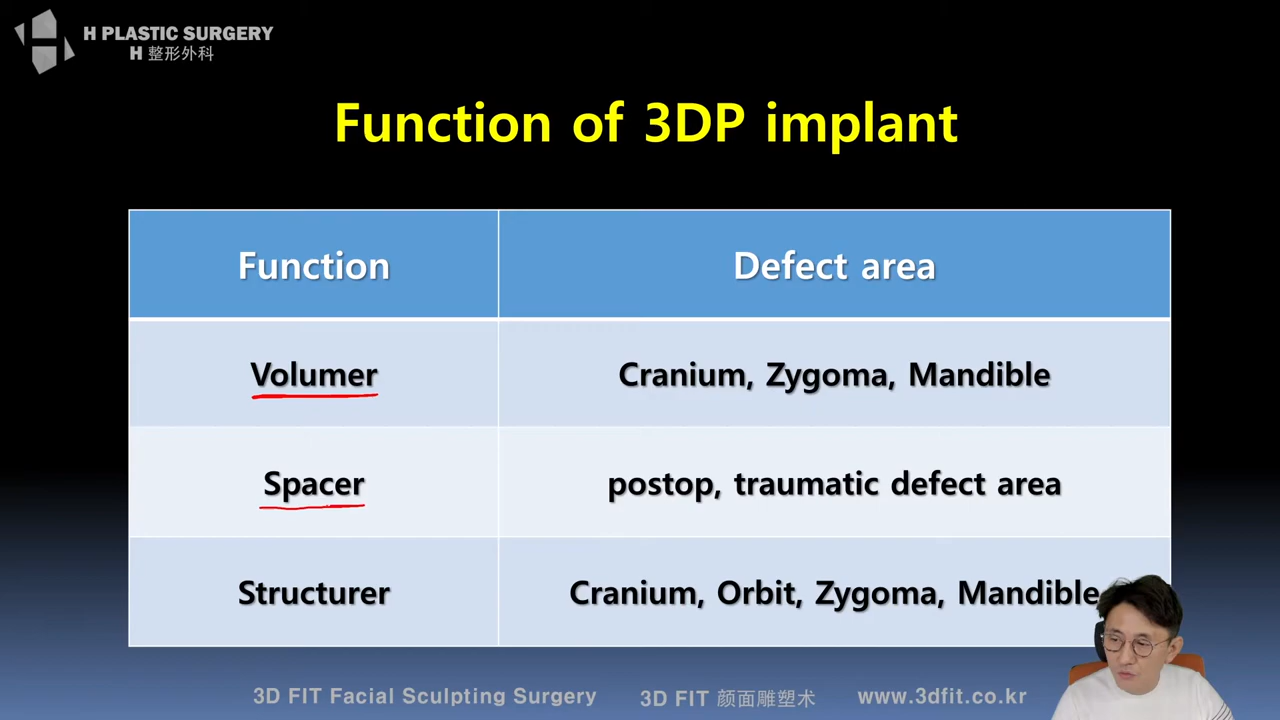 H PLASTIC SURGERY
H 整形外科
Function of 3DP implant
Function Defect area
Volumer Cranium, Zygoma, Mandible
Spacer postop, traumatic defect area
Structurer Cranium, Orbit, Zygoma, Mandible
3D FIT Facial Sculpting Surgery 3D FIT 颜面雕塑术 www.3dfit.co.kr